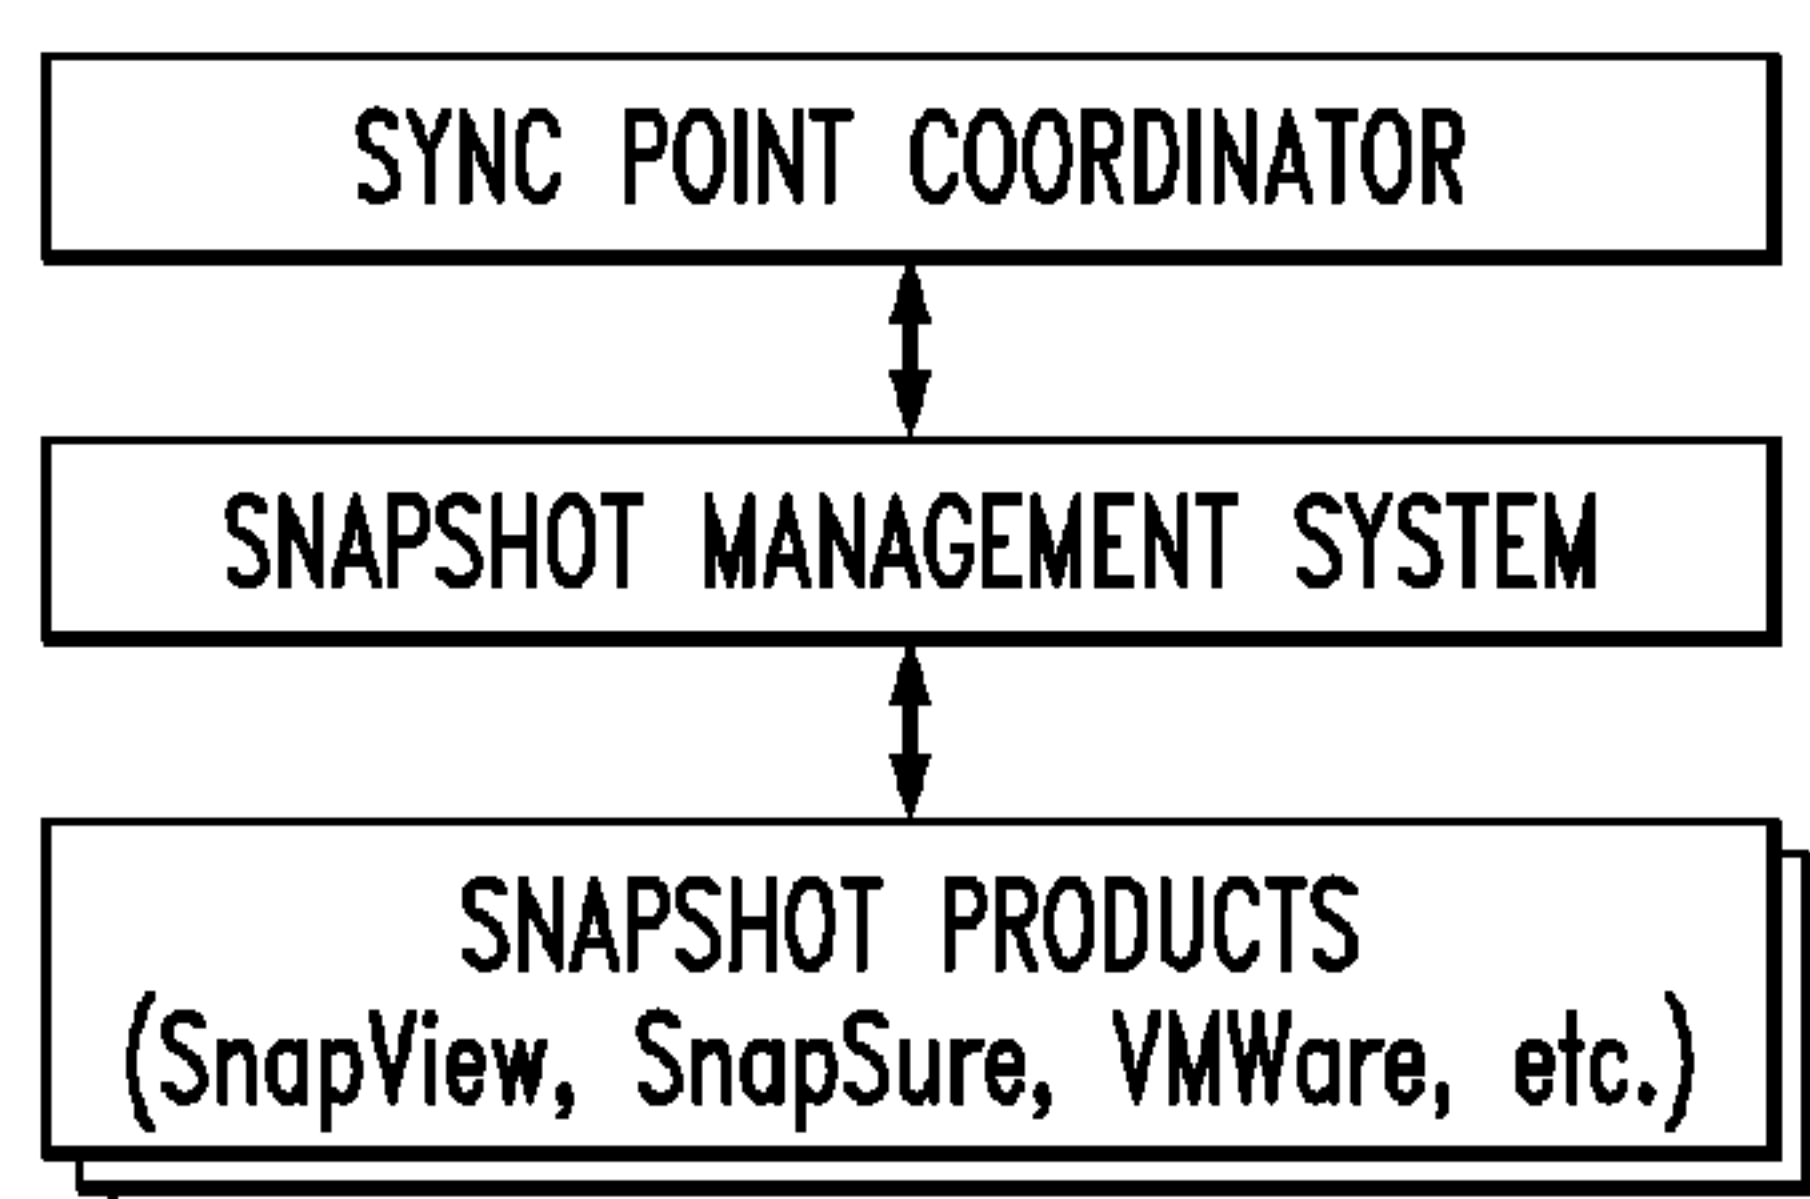 SYNC POINT COORDINATOR
SNAPSHOT MANAGEMENT SYSTEM
SNAPSHOT PRODUCTS
(SnapView, SnapSure, VMWare, etc.)